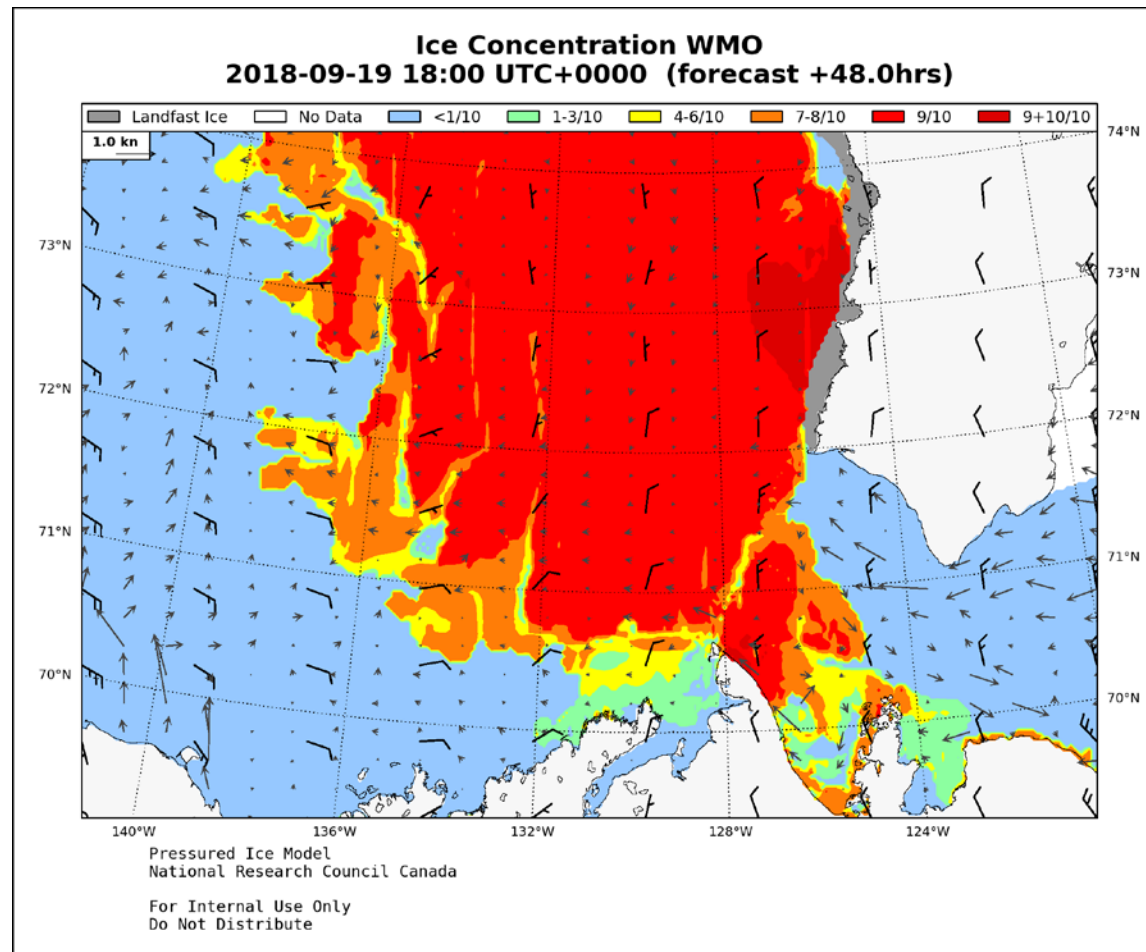 Ice Concentration WMO
2018-09-19 18:00 UTC+0000 (forecast +48.0hrs)
Landfast Ice No Data <1/10 1-3/10 4-6/10 7-8/10 9/10 9+10/10
1.0 kn
74°N
73°N 73°N
72°N 72°N
71°N 71°N
70°N 70°N
140°W 136°W 132°W 128°W 124°W
Pressured Ice Model
National Research Council Canada
For Internal Use Only
Do Not Distribute